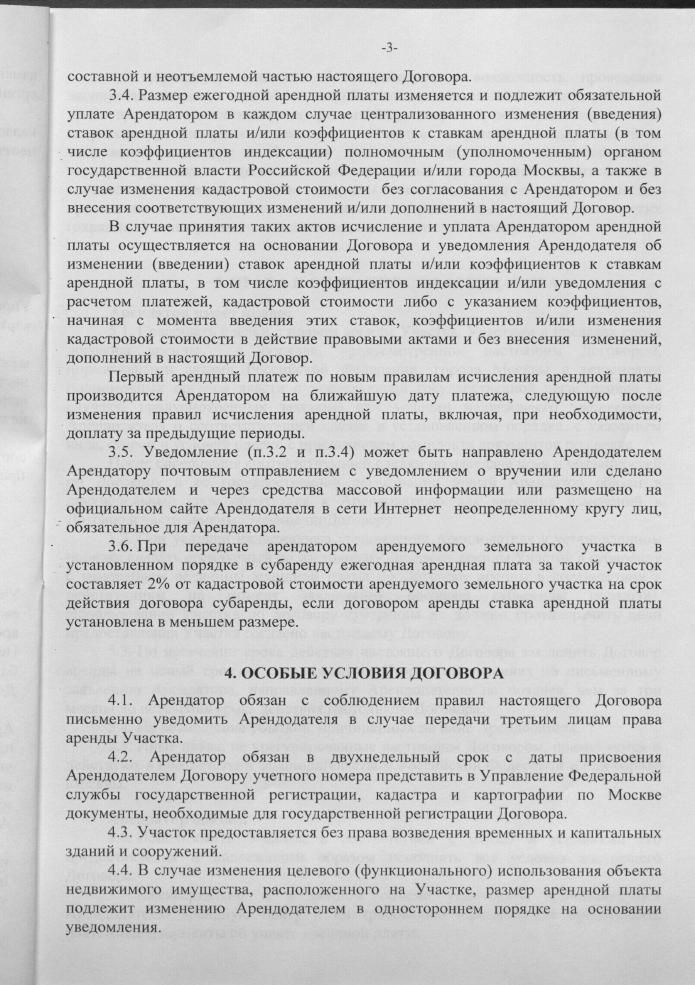 -3-
составной и неотъемлемой частью настоящего Договора.
3.4. Размер ежегодной арендной платы изменяется и подлежит обязательной
уплате Арендатором в каждом случае централизованного изменения (введения)
ставок арендной платы и/или коэффициентов к ставкам арендной платы (в том
числе коэффициентов индексации) полномочным (уполномоченным) органом
государственной власти Российской Федерации и/или города Москвы, а также в
случае изменения кадастровой стоимости без согласования с Арендатором и без
внесения соответствующих изменений и/или дополнений в настоящий Договор.
В случае принятия таких актов исчисление и уплата Арендатором арендной
платы осуществляется на основании Договора и уведомления Арендодателя об
изменении (введении) ставок арендной платы и/или коэффициентов к ставкам
арендной платы, в том числе коэффициентов индексации и/или уведомления с
расчетом платежей, кадастровой стоимости либо с указанием коэффициентов,
начиная с момента введения этих ставок, коэффициентов и/или изменения
кадастровой стоимости в действие правовыми актами и без внесения изменений,
дополнений в настоящий Договор.
Первый арендный платеж по новым правилам исчисления арендной платы
производится Арендатором на ближайшую дату платежа, следующую после
изменения правил исчисления арендной платы, включая, при необходимости,
доплату за предыдущие периоды.
3.5. Уведомление (п.3.2 и п.3.4) может быть направлено Арендодателем
Арендатору почтовым отправлением с уведомлением о вручении или сделано
Арендодателем и через средства массовой информации или размещено на
официальном сайте Арендодателя в сети Интернет неопределенному кругу лиц,
обязательное для Арендатора.
3.6. При передаче арендатором арендуемого земельного участка в
установленном порядке в субаренду ежегодная арендная плата за такой участок
составляет 2% от кадастровой стоимости арендуемого земельного участка на срок
действия договора субаренды, если договором аренды ставка арендной платы
установлена в меньшем размере.
4. ОСОБЫЕ УСЛОВИЯ ДОГОВОРА
4.1. Арендатор обязан с соблюдением правил настоящего Договора
письменно уведомить Арендодателя в случае передачи третьим лицам права
аренды Участка.
4.2. Арендатор обязан в двухнедельный срок с даты присвоения
Арендодателем Договору учетного номера представить в Управление Федеральной
службы государственной регистрации, кадастра и картографии по Москве
документы, необходимые для государственной регистрации Договора.
4.3. Участок предоставляется без права возведения временных и капитальных
зданий и сооружений.
4.4. В случае изменения целевого (функционального) использования объекта
недвижимого имущества, расположенного на Участке, размер арендной платы
подлежит изменению Арендодателем в одностороннем порядке на основании
уведомления.